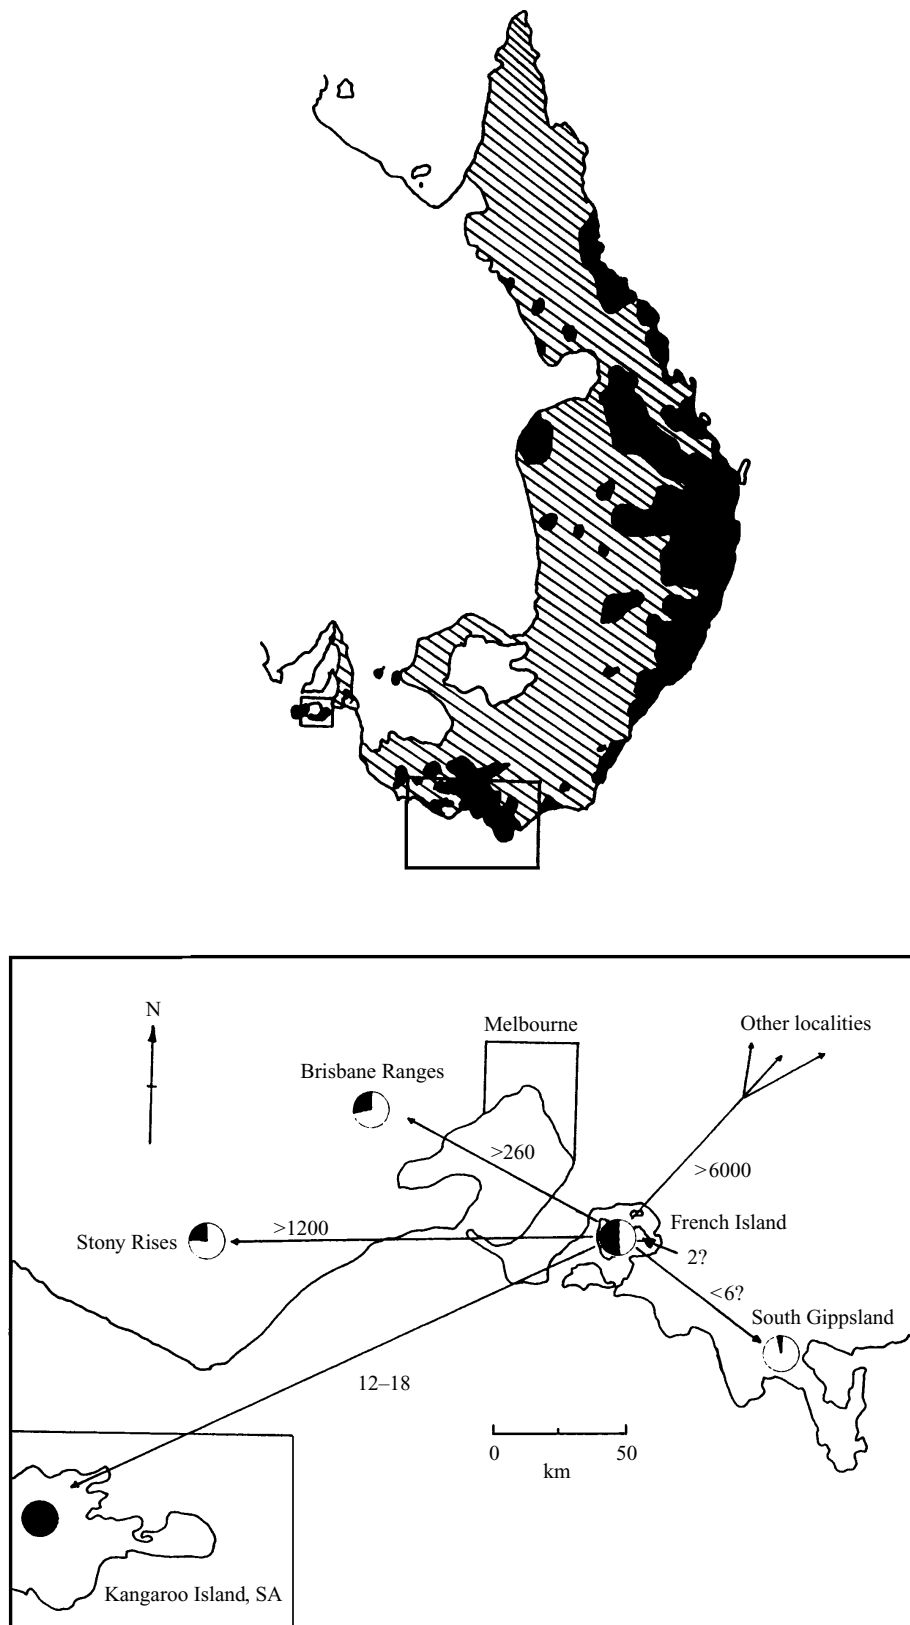 N
Melbourne
Other localities
Brisbane Ranges
>260
>6000
French Island
Stony Rises
>1200
2?
<6?
South Gippsland
12–18
0
50
km
Kangaroo Island, SA